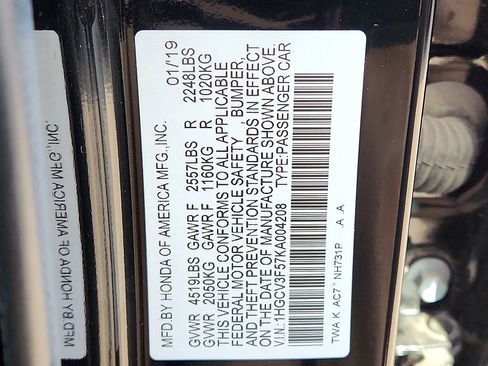 MFD BY HONDA OF AMERICA MFG.,INC.
MFD.BY HONDA OF AMERICA MFG.,INC. 01/'19
GVWR 4519LBS GAWR F 2557LBS R 2248LBS
GVWR 2050KG GAWR F 1160KG R 1020KG
THIS VEHICLE CONFORMS TO ALL APPLICABLE
FEDERAL MOTOR VEHICLE SAFETY , BUMPER,
AND THEFT PREVENTION STANDARDS IN EFFECT
ON THE DATE OF MANUFACTURE SHOWN ABOVE.
V.I.N:1HGCV3F57KA004208 TYPE:PASSENGER CAR
TWA K AC7 NH731P A A